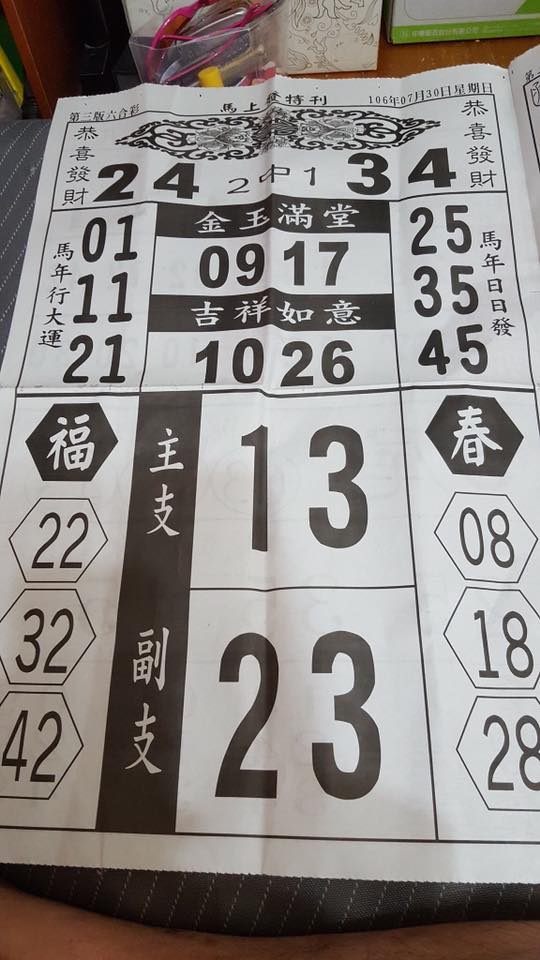 第三版六合彩
馬上發特刊
106年07月30日星期日
恭喜發財
24
2中1
34
恭喜發財
馬年行大運
01
11
21
金玉滿堂
09 17
吉祥如意
10 26
25
35
45
馬年日日發
福
22
32
42
主支
13
副支
23
春
08
18
28